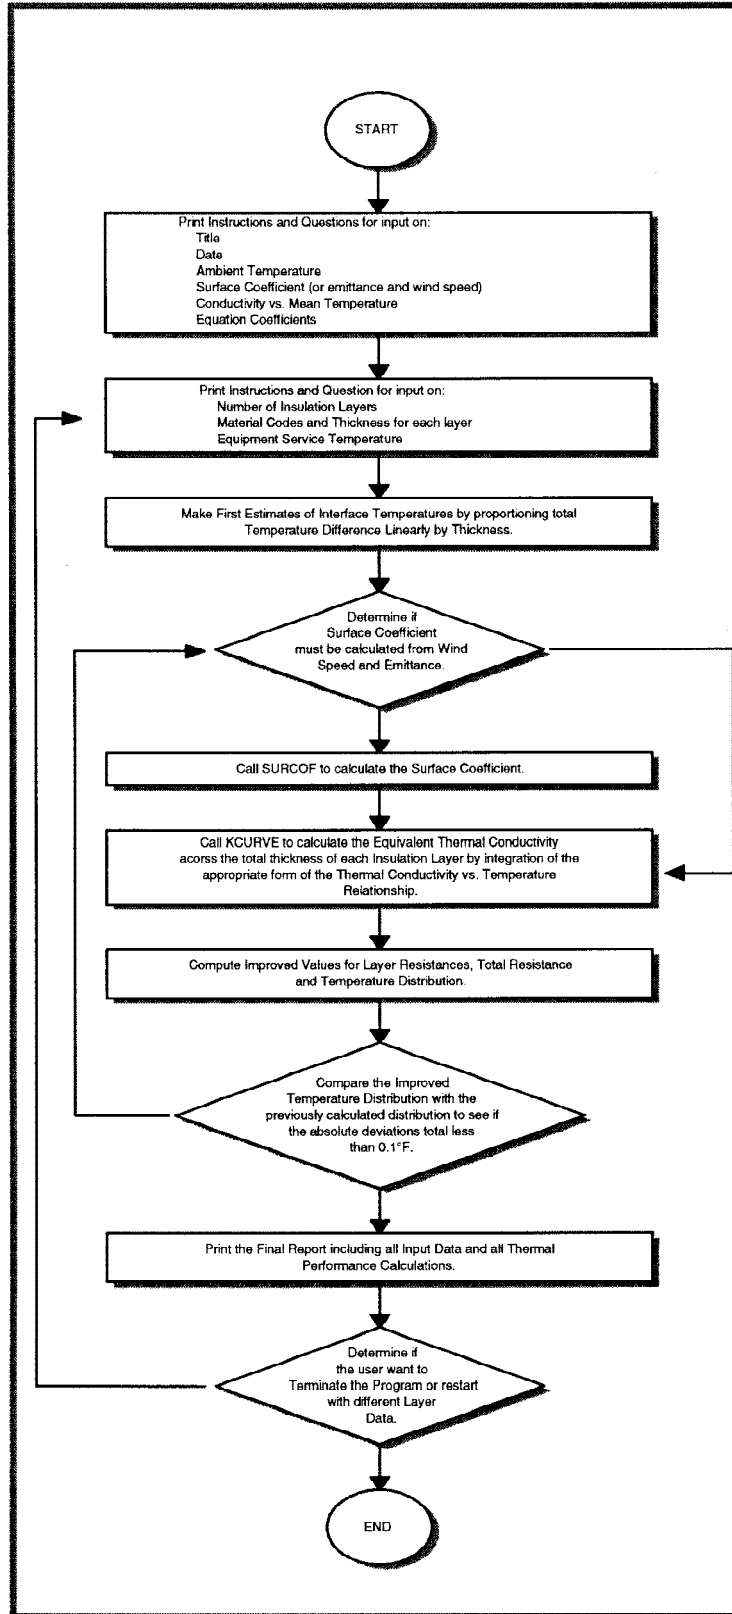 START
Print Instructions and Questions for input on:
Title
Date
Ambient Temperature
Surface Coefficient (or emittance and wind speed)
Conductivity vs. Mean Temperature
Equation Coefficients
Print Instructions and Question for input on:
Number of Insulation Layers
Material Codes and Thickness for each layer
Equipment Service Temperature
Make First Estimates of Interface Temperatures by proportioning total
Temperature Difference Linearly by Thickness.
Determine if
Surface Coefficient
must be calculated from Wind
Speed and Emittance.
Call SURCOF to calculate the Surface Coefficient.
Call KCURVE to calculate the Equivalent Thermal Conductivity
acorss the total thickness of each Insulation Layer by integration of the
appropriate form of the Thermal Conductivity vs. Temperature
Relationship.
Compute Improved Values for Layer Resistances, Total Resistance
and Temperature Distribution.
Compare the Improved
Temperature Distribution with the
previously calculated distribution to see if
the absolute deviations total less
than 0.1°F.
Print the Final Report including all Input Data and all Thermal
Performance Calculations.
Determine if
the user want to
Terminate the Program or restart
with different Layer
Data.
END